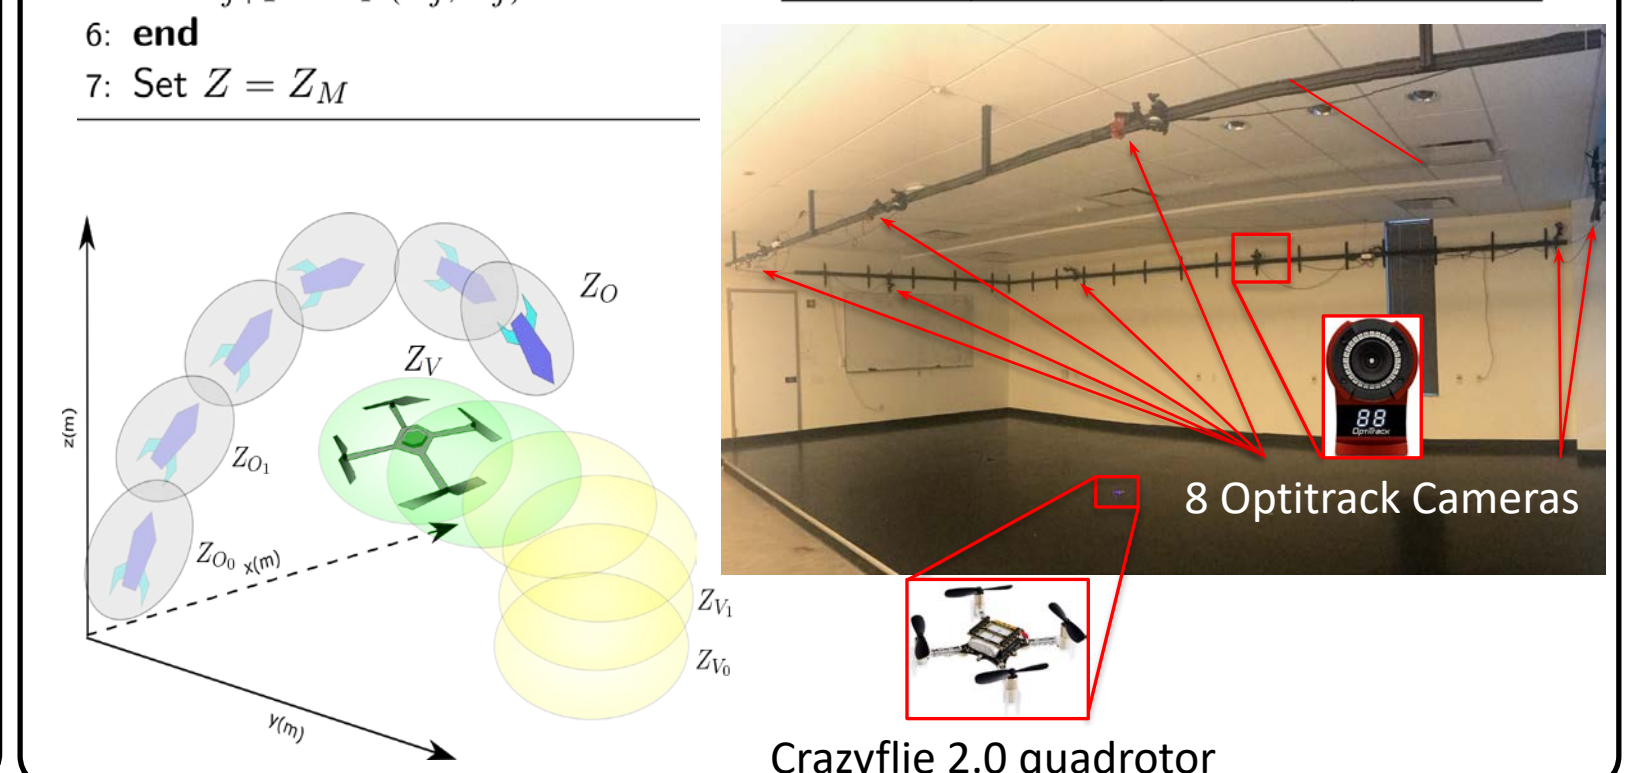 6: end
7: Set Z = Z_M
Z_O
Z_V
z(m)
Z_{O_1}
Z_{O_0}
x(m)
Z_{V_1}
Z_{V_0}
y(m)
88
OptiTrack
8 Optitrack Cameras
Crazyflie 2.0 quadrotor